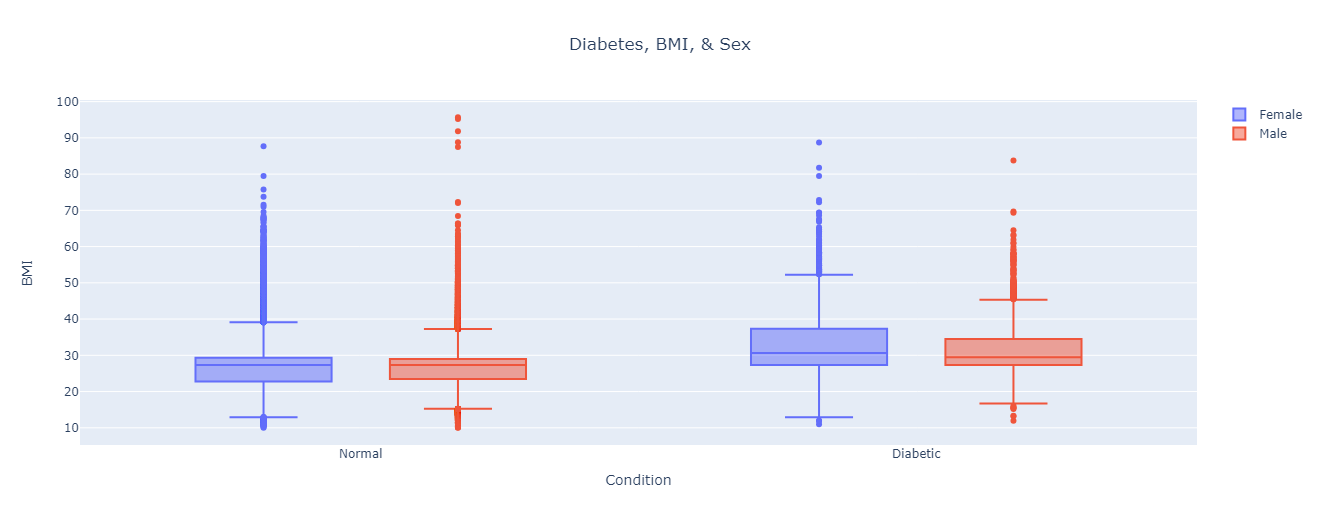 Diabetes, BMI, & Sex
100
90
80
70
60
50
40
30
20
10
BMI
Normal
Diabetic
Condition
Female
Male